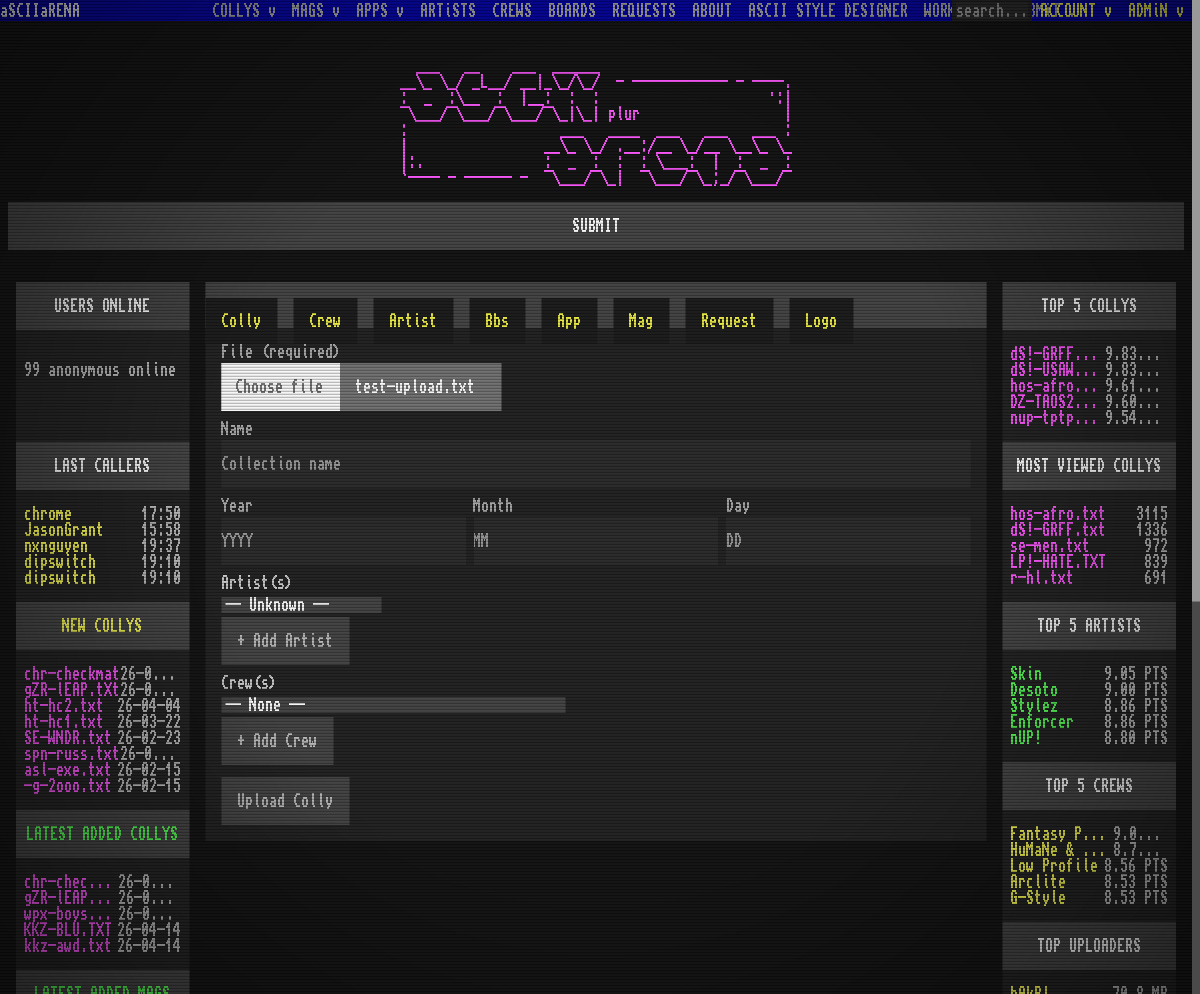 aSCIIaRENA COLLYS v MAGS v APPS v ARTiSTS CREWS BOARDS REQUESTS ABOUT ASCII STYLE DESIGNER search... ACCOUNT v ADMiN v
ascii
plur
arena
SUBMIT
USERS ONLINE
99 anonymous online
LAST CALLERS
chrome 17:50
JasonGrant 15:58
nxnguyen 19:37
dipswitch 19:10
dipswitch 19:10
NEW COLLYS
chr-checkmat26-0...
gZR-lEAP.tXt26-0...
ht-hc2.txt 26-04-04
ht-hc1.txt 26-03-22
SE-WNDR.txt 26-02-23
spn-russ.txt26-0...
asl-exe.txt 26-02-15
-g-2ooo.txt 26-02-15
LATEST ADDED COLLYS
chr-chec... 26-0...
gZR-lEAP... 26-0...
wpx-boys... 26-0...
KKZ-BLU.TXT 26-04-14
kkz-awd.txt 26-04-14
LATEST ADDED MAGS
Colly Crew Artist Bbs App Mag Request Logo
File (required)
Choose file test-upload.txt
Name
Collection name
Year Month Day
YYYY MM DD
Artist(s)
— Unknown —
+ Add Artist
Crew(s)
— None —
+ Add Crew
Upload Colly
TOP 5 COLLYS
dS!-GRFF... 9.83...
dS!-USAW... 9.83...
hos-afro... 9.61...
DZ-TAOS2... 9.60...
nup-tptp... 9.54...
MOST VIEWED COLLYS
hos-afro.txt 3115
dS!-GRFF.txt 1336
se-men.txt 972
LP!-HATE.TXT 839
r-hl.txt 691
TOP 5 ARTISTS
Skin 9.05 PTS
Desoto 9.00 PTS
Stylez 8.86 PTS
Enforcer 8.86 PTS
nUP! 8.80 PTS
TOP 5 CREWS
Fantasy P... 9.0...
HuMaNe & ... 8.7...
Low Profile 8.56 PTS
Arclite 8.53 PTS
G-Style 8.53 PTS
TOP UPLOADERS